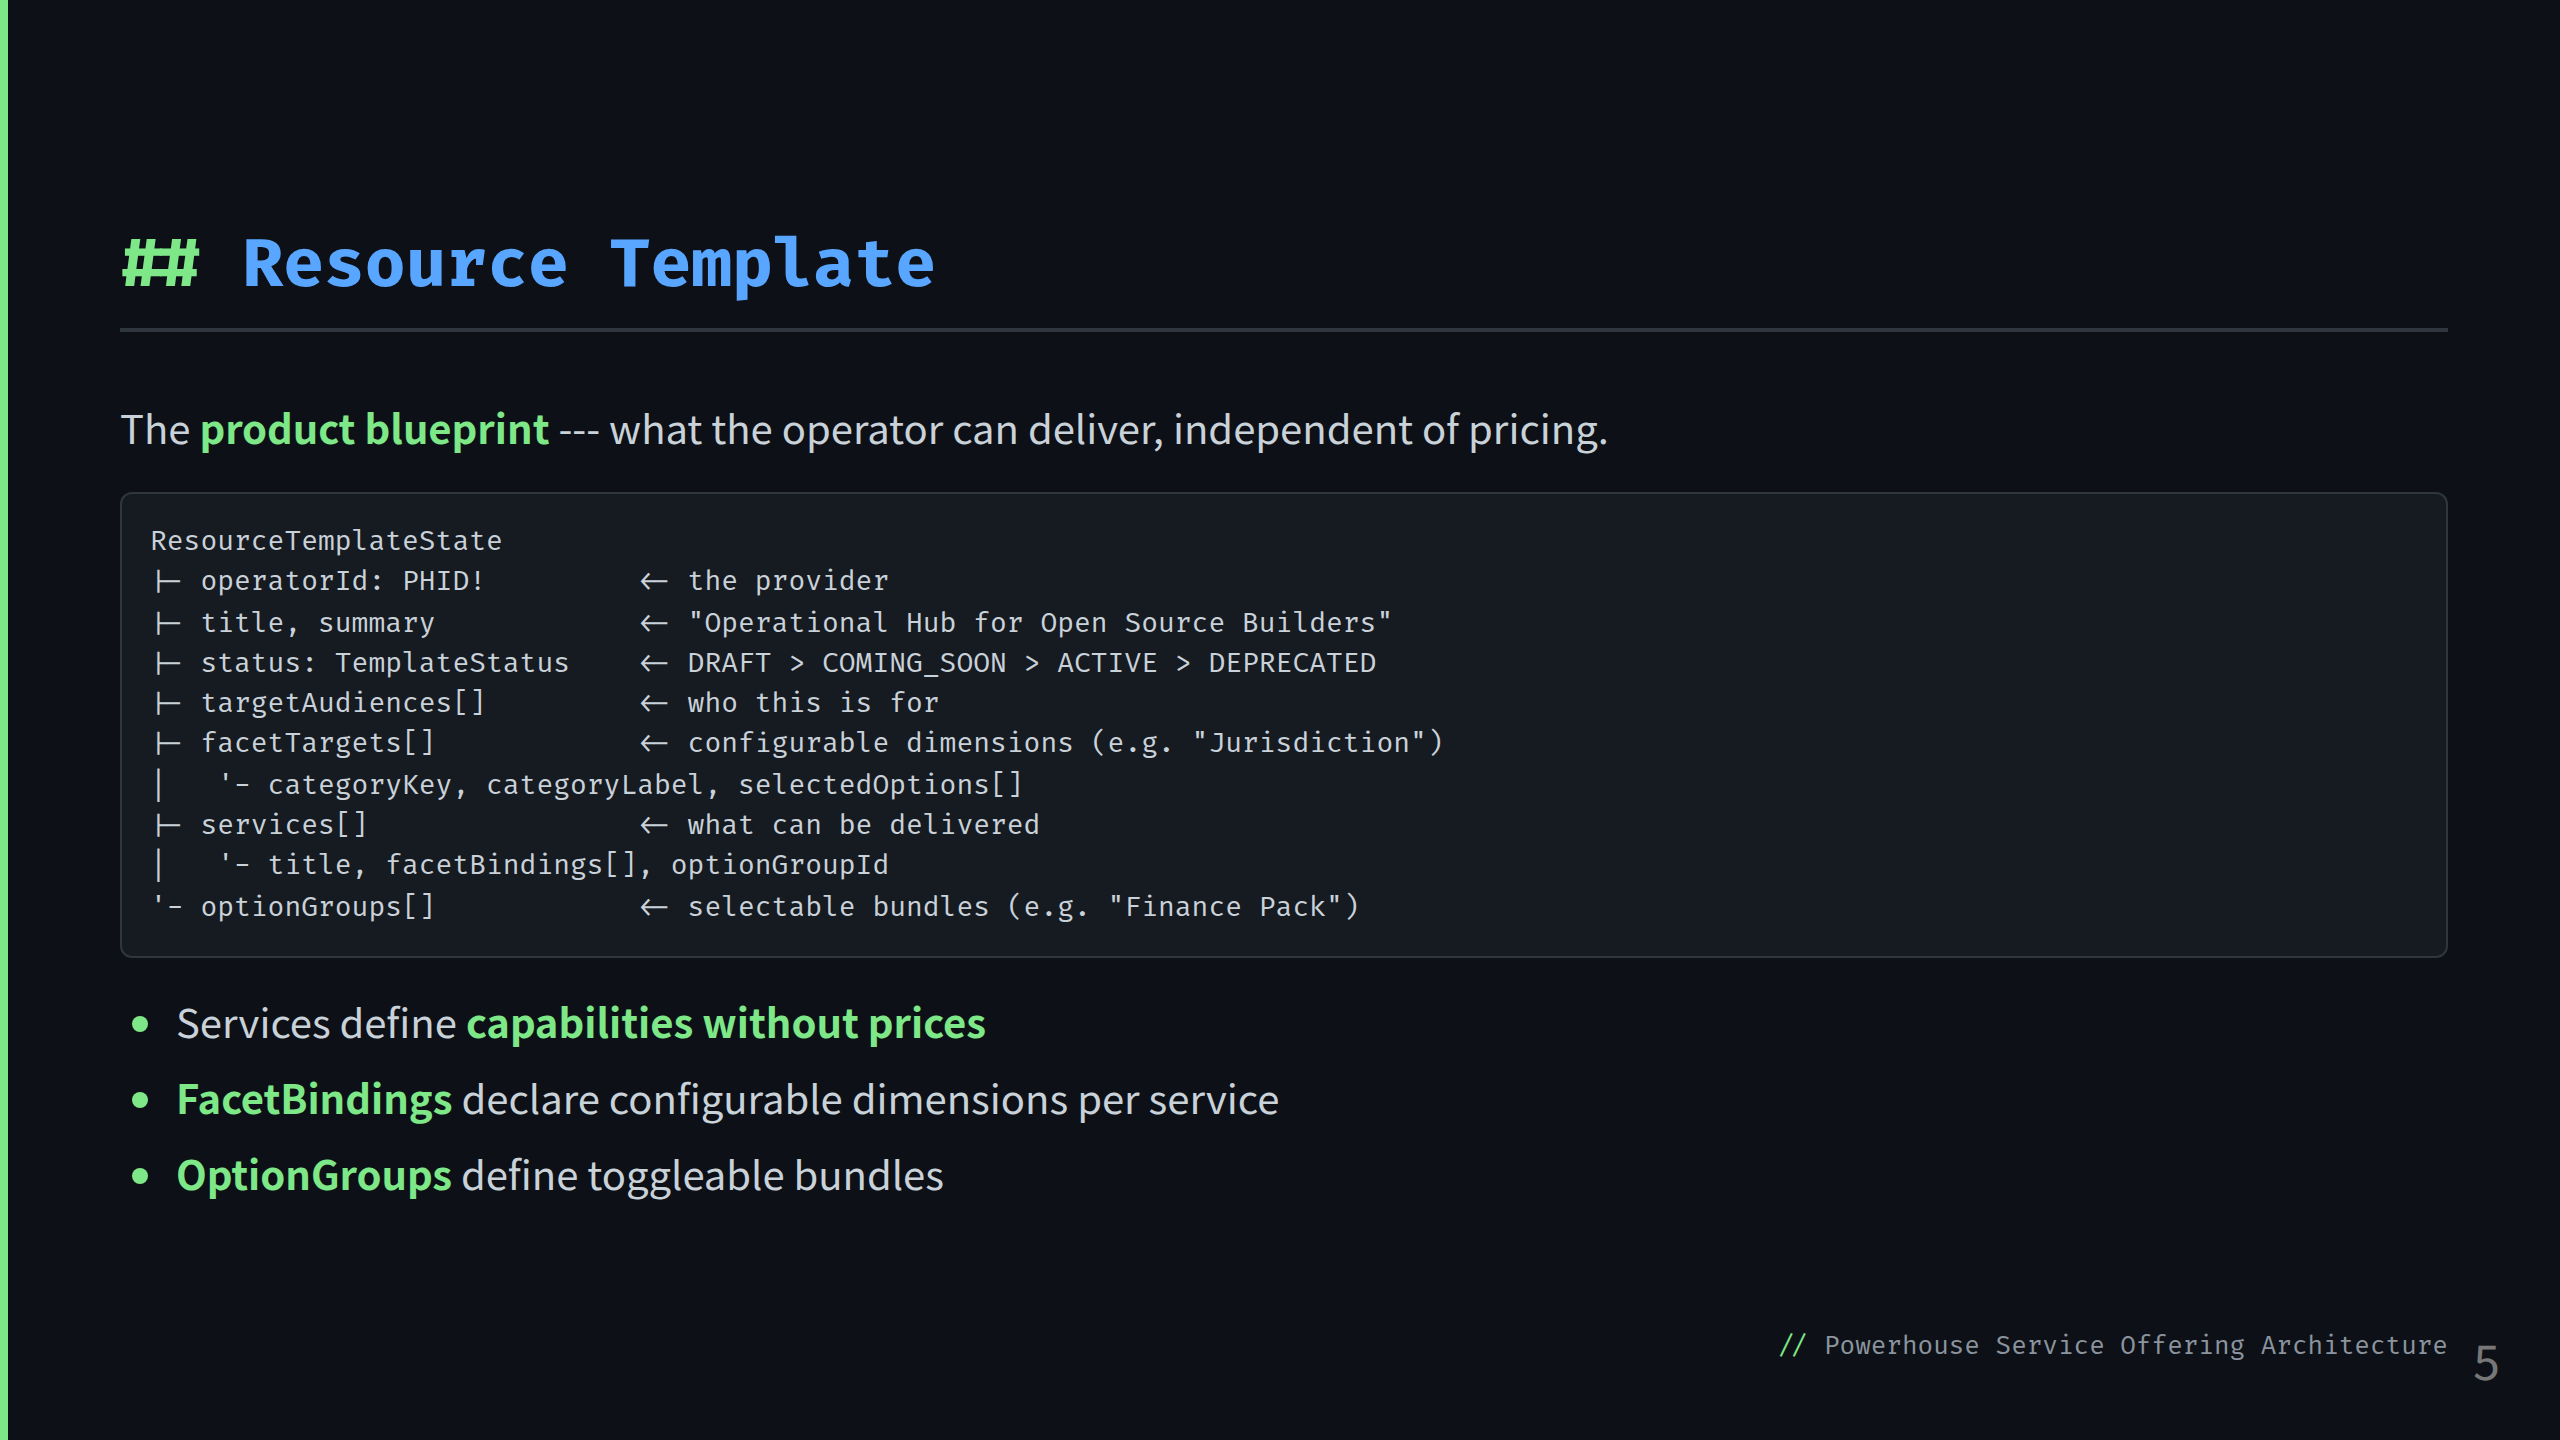 ## Resource Template
The product blueprint --- what the operator can deliver, independent of pricing.
ResourceTemplateState
|- operatorId: PHID!         <- the provider
|- title, summary            <- "Operational Hub for Open Source Builders"
|- status: TemplateStatus    <- DRAFT > COMING_SOON > ACTIVE > DEPRECATED
|- targetAudiences[]         <- who this is for
|- facetTargets[]            <- configurable dimensions (e.g. "Jurisdiction")
|   '- categoryKey, categoryLabel, selectedOptions[]
|- services[]                <- what can be delivered
|   '- title, facetBindings[], optionGroupId
'- optionGroups[]            <- selectable bundles (e.g. "Finance Pack")
• Services define capabilities without prices
• FacetBindings declare configurable dimensions per service
• OptionGroups define toggleable bundles
// Powerhouse Service Offering Architecture
5